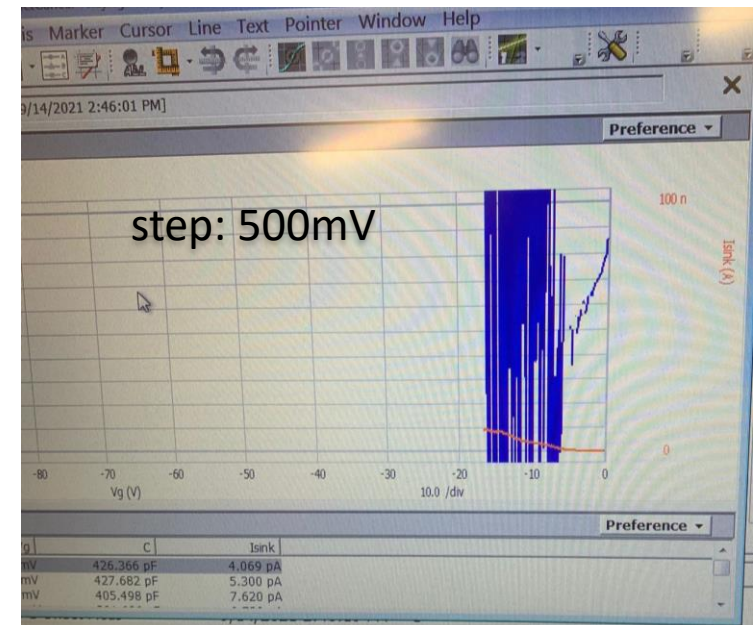 is Marker Cursor Line Text Pointer Window Help
9/14/2021 2:46:01 PM]
Preference
step: 500mV
100 n
Isink (A)
0
-80 -70 -60 -50 -40 -30 -20 -10 0
Vg (V) 10.0 /div
Preference
g C Isink
mV 426.366 pF 4.069 pA
mV 427.682 pF 5.300 pA
mV 405.498 pF 7.620 pA